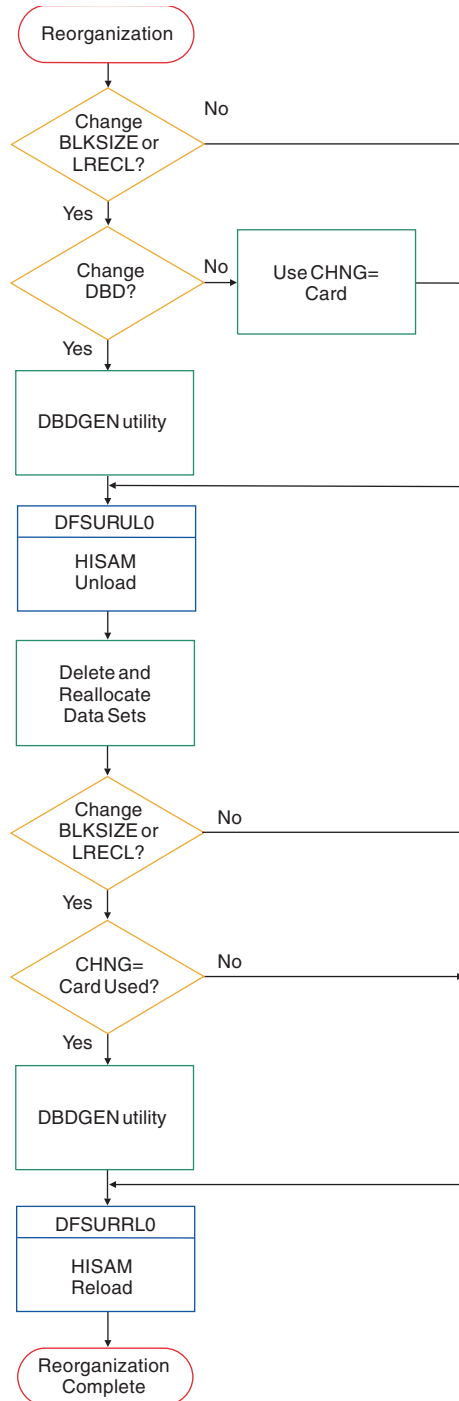 Reorganization
Change
BLKSIZE or
LRECL?
No
Yes
Change
DBD?
No
Use CHNG=
Card
Yes
DBDGEN utility
DFSURUL0
HISAM
Unload
Delete and
Reallocate
Data Sets
Change
BLKSIZE or
LRECL?
No
Yes
CHNG=
Card Used?
No
Yes
DBDGEN utility
DFSURRL0
HISAM
Reload
Reorganization
Complete